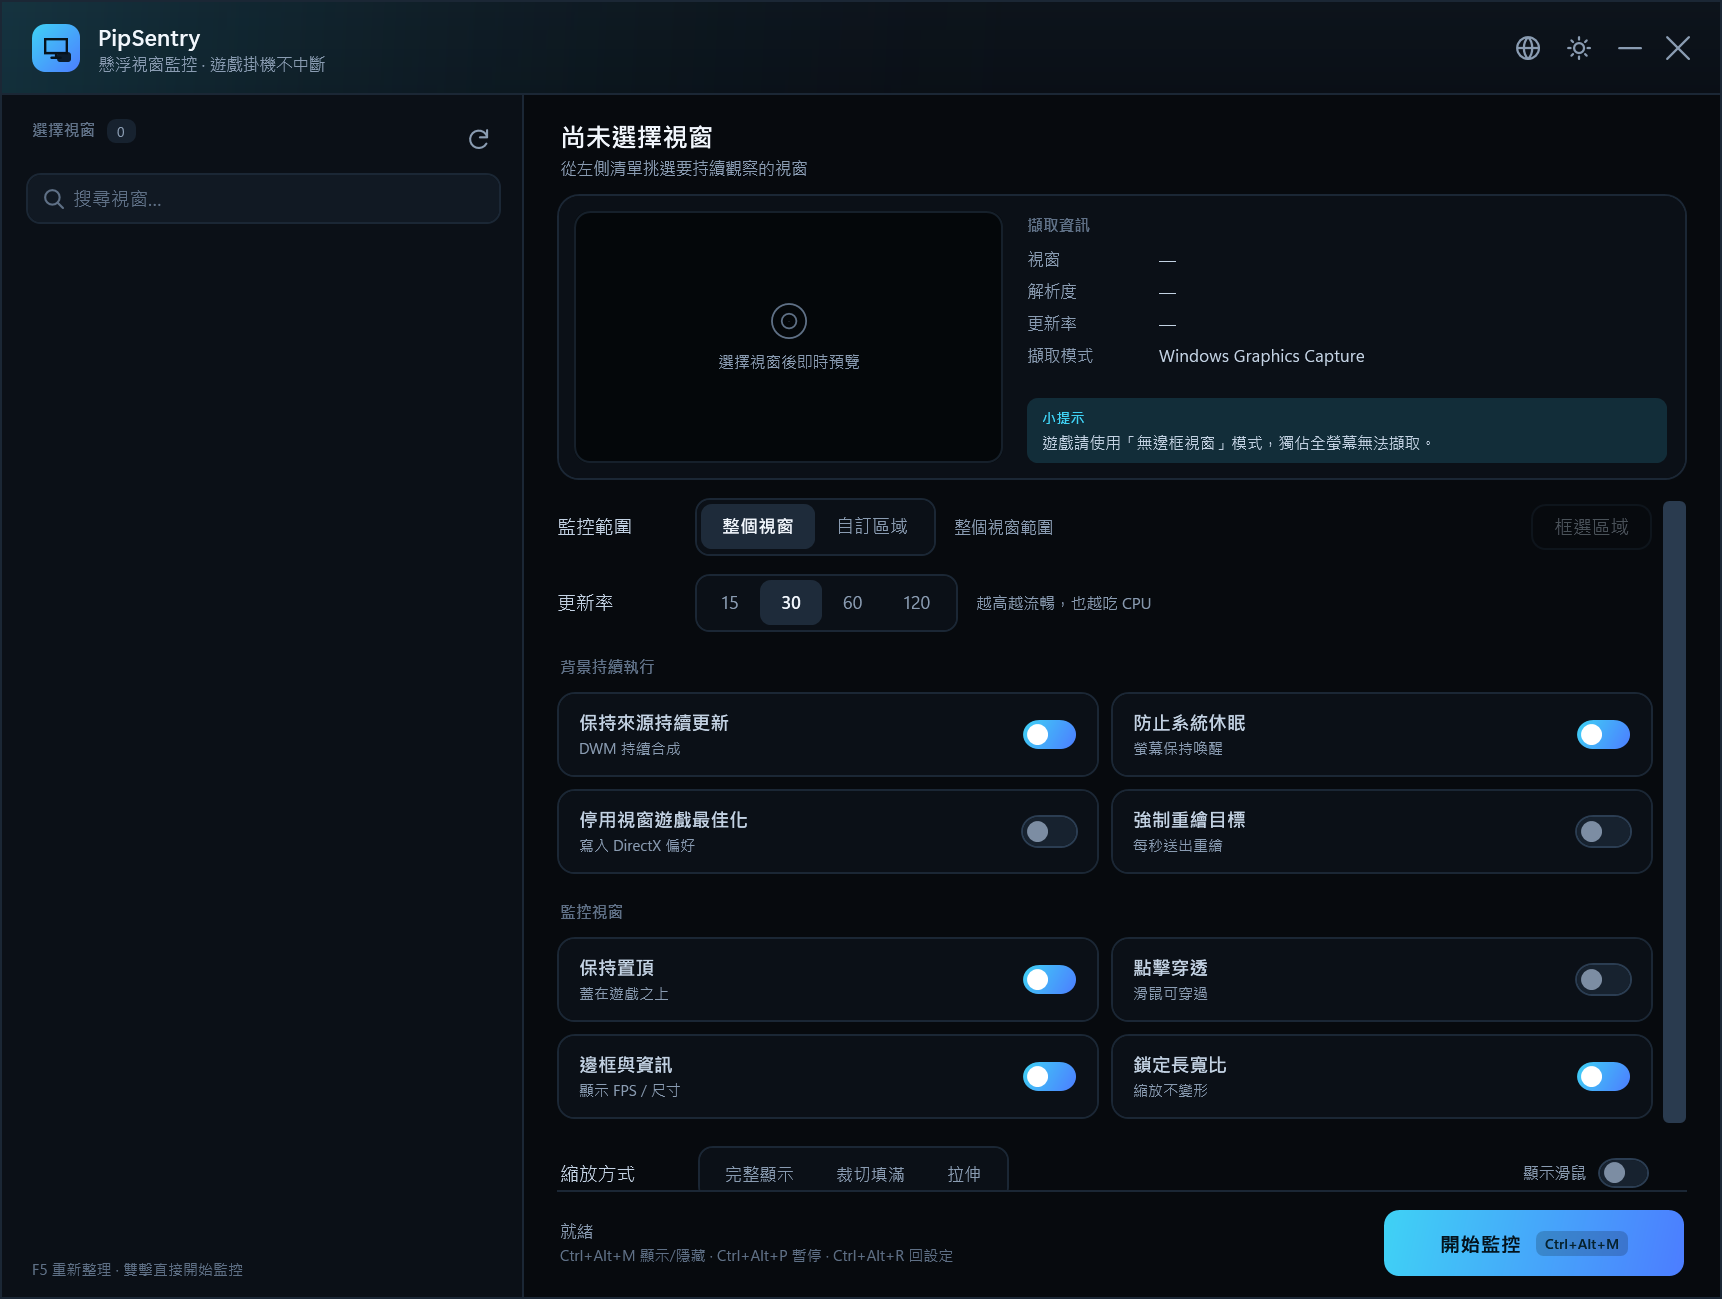 PipSentry
懸浮視窗監控 · 遊戲掛機不中斷
選擇視窗 0
搜尋視窗...
F5 重新整理 · 雙擊直接開始監控
尚未選擇視窗
從左側清單挑選要持續觀察的視窗
選擇視窗後即時預覽
擷取資訊
視窗 —
解析度 —
更新率 —
擷取模式 Windows Graphics Capture
小提示
遊戲請使用「無邊框視窗」模式，獨佔全螢幕無法擷取。
監控範圍 整個視窗 自訂區域 整個視窗範圍 框選區域
更新率 15 30 60 120 越高越流暢，也越吃 CPU
背景持續執行
保持來源持續更新
DWM 持續合成
防止系統休眠
螢幕保持喚醒
停用視窗遊戲最佳化
寫入 DirectX 偏好
強制重繪目標
每秒送出重繪
監控視窗
保持置頂
蓋在遊戲之上
點擊穿透
滑鼠可穿過
邊框與資訊
顯示 FPS / 尺寸
鎖定長寬比
縮放不變形
縮放方式 完整顯示 裁切填滿 拉伸 顯示滑鼠
就緒
Ctrl+Alt+M 顯示/隱藏 · Ctrl+Alt+P 暫停 · Ctrl+Alt+R 回設定
開始監控 Ctrl+Alt+M